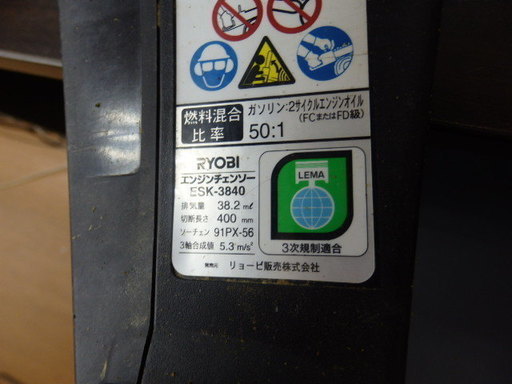 燃料混合比率
ガソリン:2サイクルエンジンオイル
(FCまたはFD級)
50:1
RYOBI
エンジンチェンソー
ESK-3840
排気量 38.2 mℓ
切断長さ 400 mm
ソーチェン 91PX-56
3軸合成値 5.3 m/s²
LEMA
3次規制適合
発売元 リョービ販売株式会社